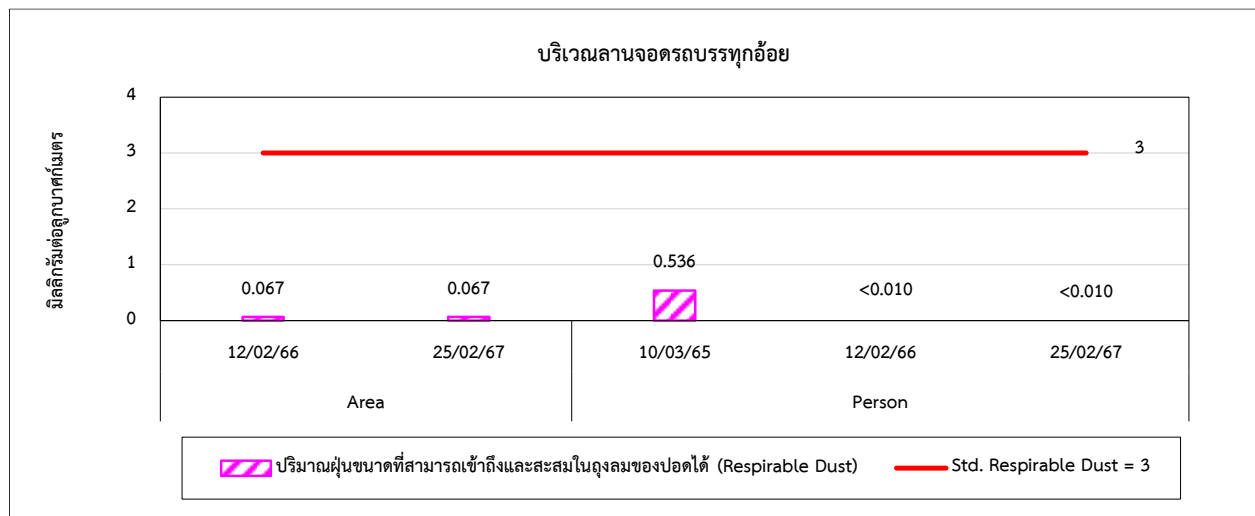 บริเวณลานจอดรถบรรทุกอ้อย
มิลลิกรัมต่อลูกบาศก์เมตร
4
3
2
1
0
3
0.067
0.067
0.536
<0.010
<0.010
12/02/66
25/02/67
10/03/65
12/02/66
25/02/67
Area
Person
ปริมาณฝุ่นขนาดที่สามารถเข้าถึงและสะสมในถุงลมของปอดได้ (Respirable Dust)
Std. Respirable Dust = 3